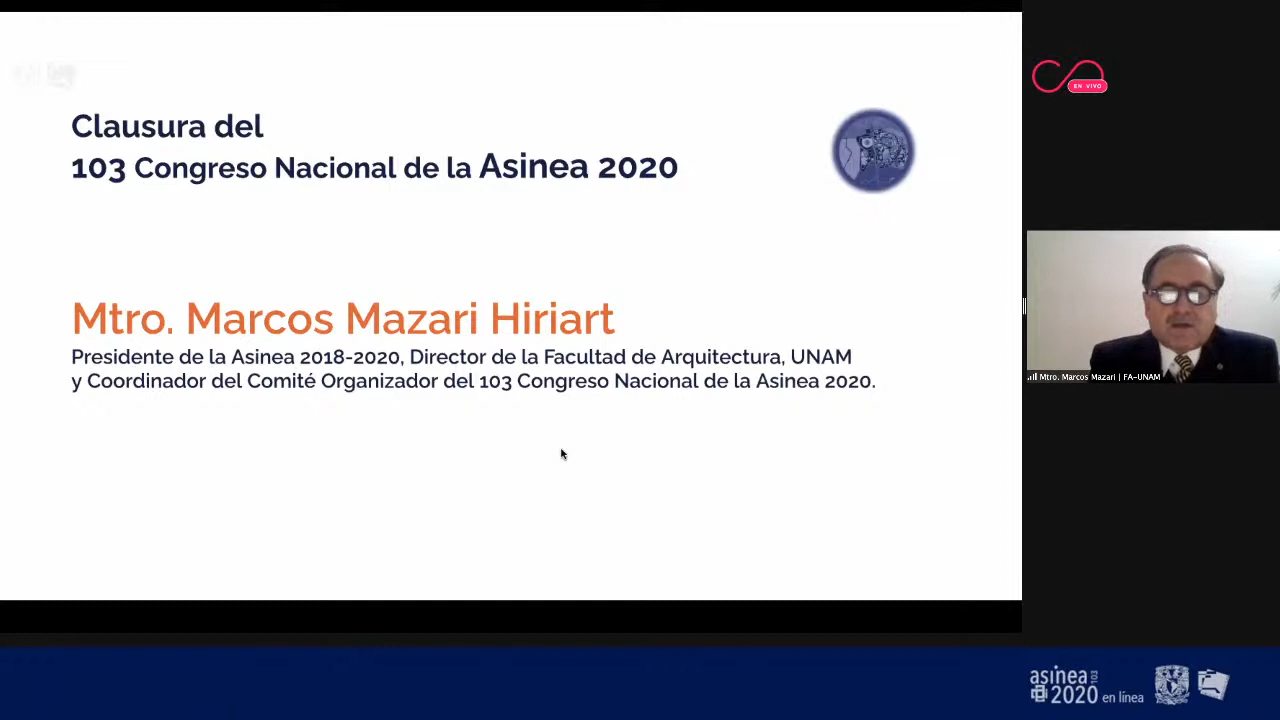 Clausura del
103 Congreso Nacional de la Asinea 2020
EN VIVO
Mtro. Marcos Mazari Hiriart
Presidente de la Asinea 2018-2020, Director de la Facultad de Arquitectura, UNAM
y Coordinador del Comité Organizador del 103 Congreso Nacional de la Asinea 2020.
Mtro. Marcos Mazari | FA-UNAM
asinea 103
2020 en línea